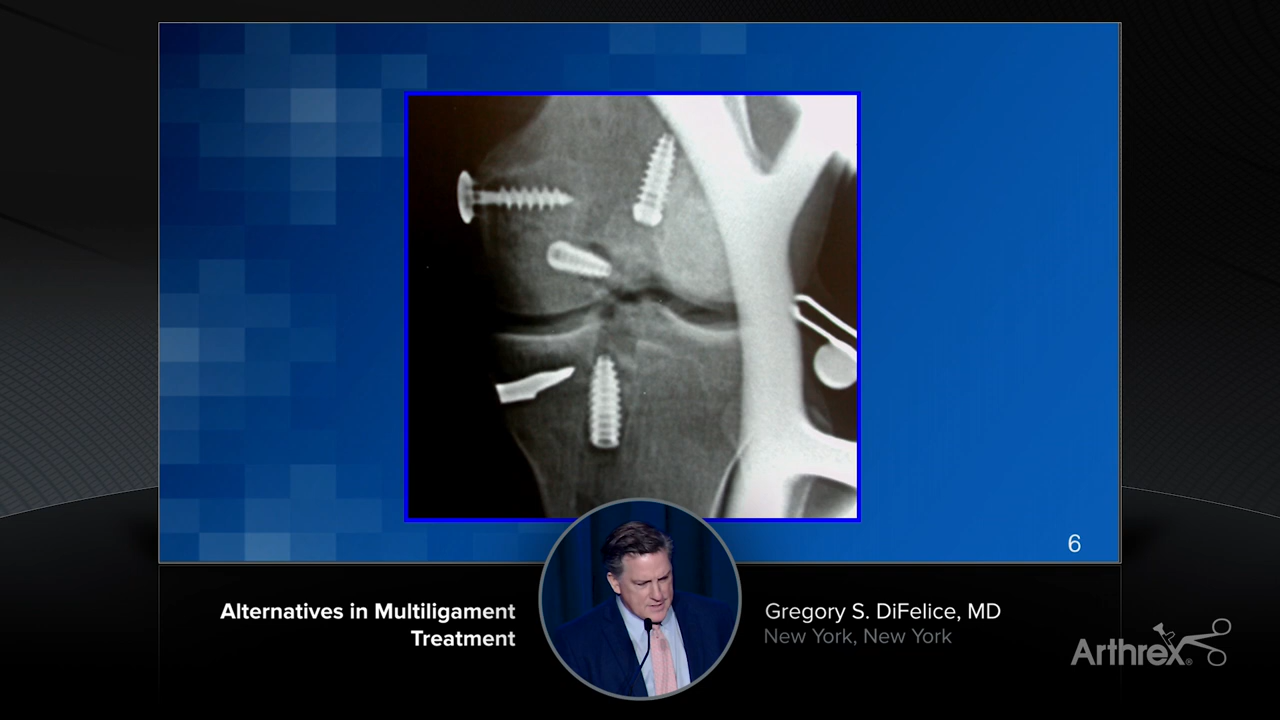 6
Alternatives in Multiligament
Treatment
Gregory S. DiFelice, MD
New York, New York
Arthrex®